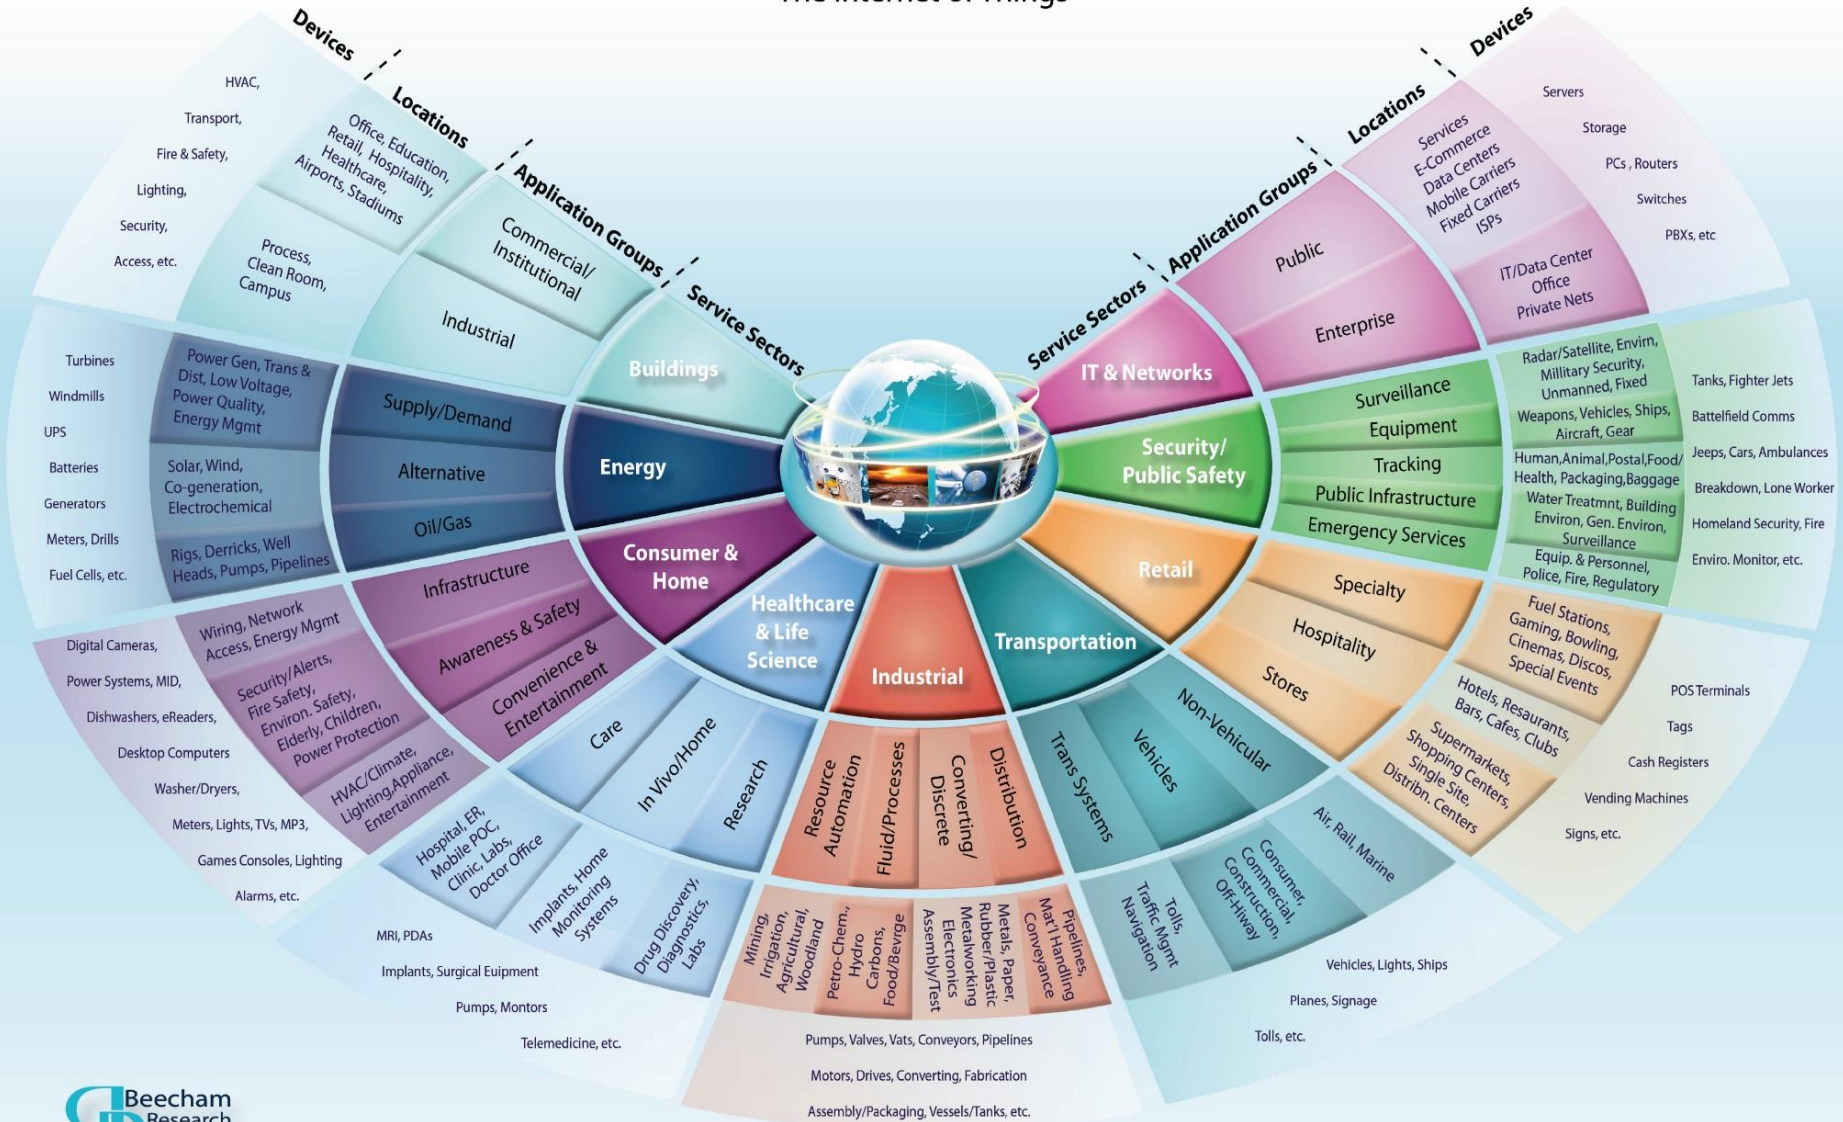 The Internet of Things
Devices
Locations
Application Groups
Service Sectors
Service Sectors
Application Groups
Locations
Devices
Buildings
Commercial/
Institutional
Industrial
Office, Education,
Retail, Hospitality,
Healthcare,
Airports, Stadiums
Process,
Clean Room,
Campus
HVAC,
Transport,
Fire & Safety,
Lighting,
Security,
Access, etc.
Energy
Supply/Demand
Alternative
Oil/Gas
Power Gen, Trans &
Dist, Low Voltage,
Power Quality,
Energy Mgmt
Solar, Wind,
Co-generation,
Electrochemical
Rigs, Derricks, Well
Heads, Pumps, Pipelines
Turbines
Windmills
UPS
Batteries
Generators
Meters, Drills
Fuel Cells, etc.
Consumer &
Home
Infrastructure
Awareness & Safety
Convenience &
Entertainment
Wiring, Network
Access, Energy Mgmt
Security/Alerts,
Fire Safety,
Environ. Safety,
Elderly, Children,
Power Protection
HVAC/Climate,
Lighting,Appliance,
Entertainment
Digital Cameras,
Power Systems, MID,
Dishwashers, eReaders,
Desktop Computers
Washer/Dryers,
Meters, Lights, TVs, MP3,
Games Consoles, Lighting
Alarms, etc.
Healthcare
& Life
Science
Care
In Vivo/Home
Research
Hospital, ER,
Mobile POC,
Clinic, Labs,
Doctor Office
Implants, Home
Monitoring
Systems
Drug Discovery,
Diagnostics,
Labs
MRI, PDAs
Implants, Surgical Euipment
Pumps, Montors
Telemedicine, etc.
Industrial
Resource
Automation
Fluid/Processes
Converting/
Discrete
Distribution
Mining,
Irrigation,
Agricultural,
Woodland
Petro-Chem.,
Hydro
Carbons,
Food/Bevrge
Metals, Paper,
Rubber/Plastic
Metalworking
Electronics
Assembly/Test
Pipelines,
Mat'l Handling
Conveyance
Pumps, Valves, Vats, Conveyors, Pipelines
Motors, Drives, Converting, Fabrication
Assembly/Packaging, Vessels/Tanks, etc.
Transportation
Trans Systems
Vehicles
Non-Vehicular
Tolls,
Traffic Mgmt
Navigation
Consumer,
Commercial,
Construction,
Off-Hiway
Air, Rail, Marine
Vehicles, Lights, Ships
Planes, Signage
Tolls, etc.
Retail
Specialty
Hospitality
Stores
Fuel Stations,
Gaming, Bowling,
Cinemas, Discos,
Special Events
Hotels, Resaurants,
Bars, Cafes, Clubs
Supermarkets,
Shopping Centers,
Single Site,
Distribn. Centers
POS Terminals
Tags
Cash Registers
Vending Machines
Signs, etc.
Security/
Public Safety
Surveillance
Equipment
Tracking
Public Infrastructure
Emergency Services
Radar/Satellite, Envirn,
Millitary Security,
Unmanned, Fixed
Weapons, Vehicles, Ships,
Aircraft, Gear
Human,Animal,Postal,Food/
Health, Packaging,Baggage
Water Treatmnt, Building
Environ, Gen. Environ,
Surveillance
Equip. & Personnel,
Police, Fire, Regulatory
Tanks, Fighter Jets
Battelfield Comms
Jeeps, Cars, Ambulances
Breakdown, Lone Worker
Homeland Security, Fire
Enviro. Monitor, etc.
IT & Networks
Public
Enterprise
Services
E-Commerce
Data Centers
Mobile Carriers
Fixed Carriers
ISPs
IT/Data Center
Office
Private Nets
Servers
Storage
PCs , Routers
Switches
PBXs, etc
Beecham
Research